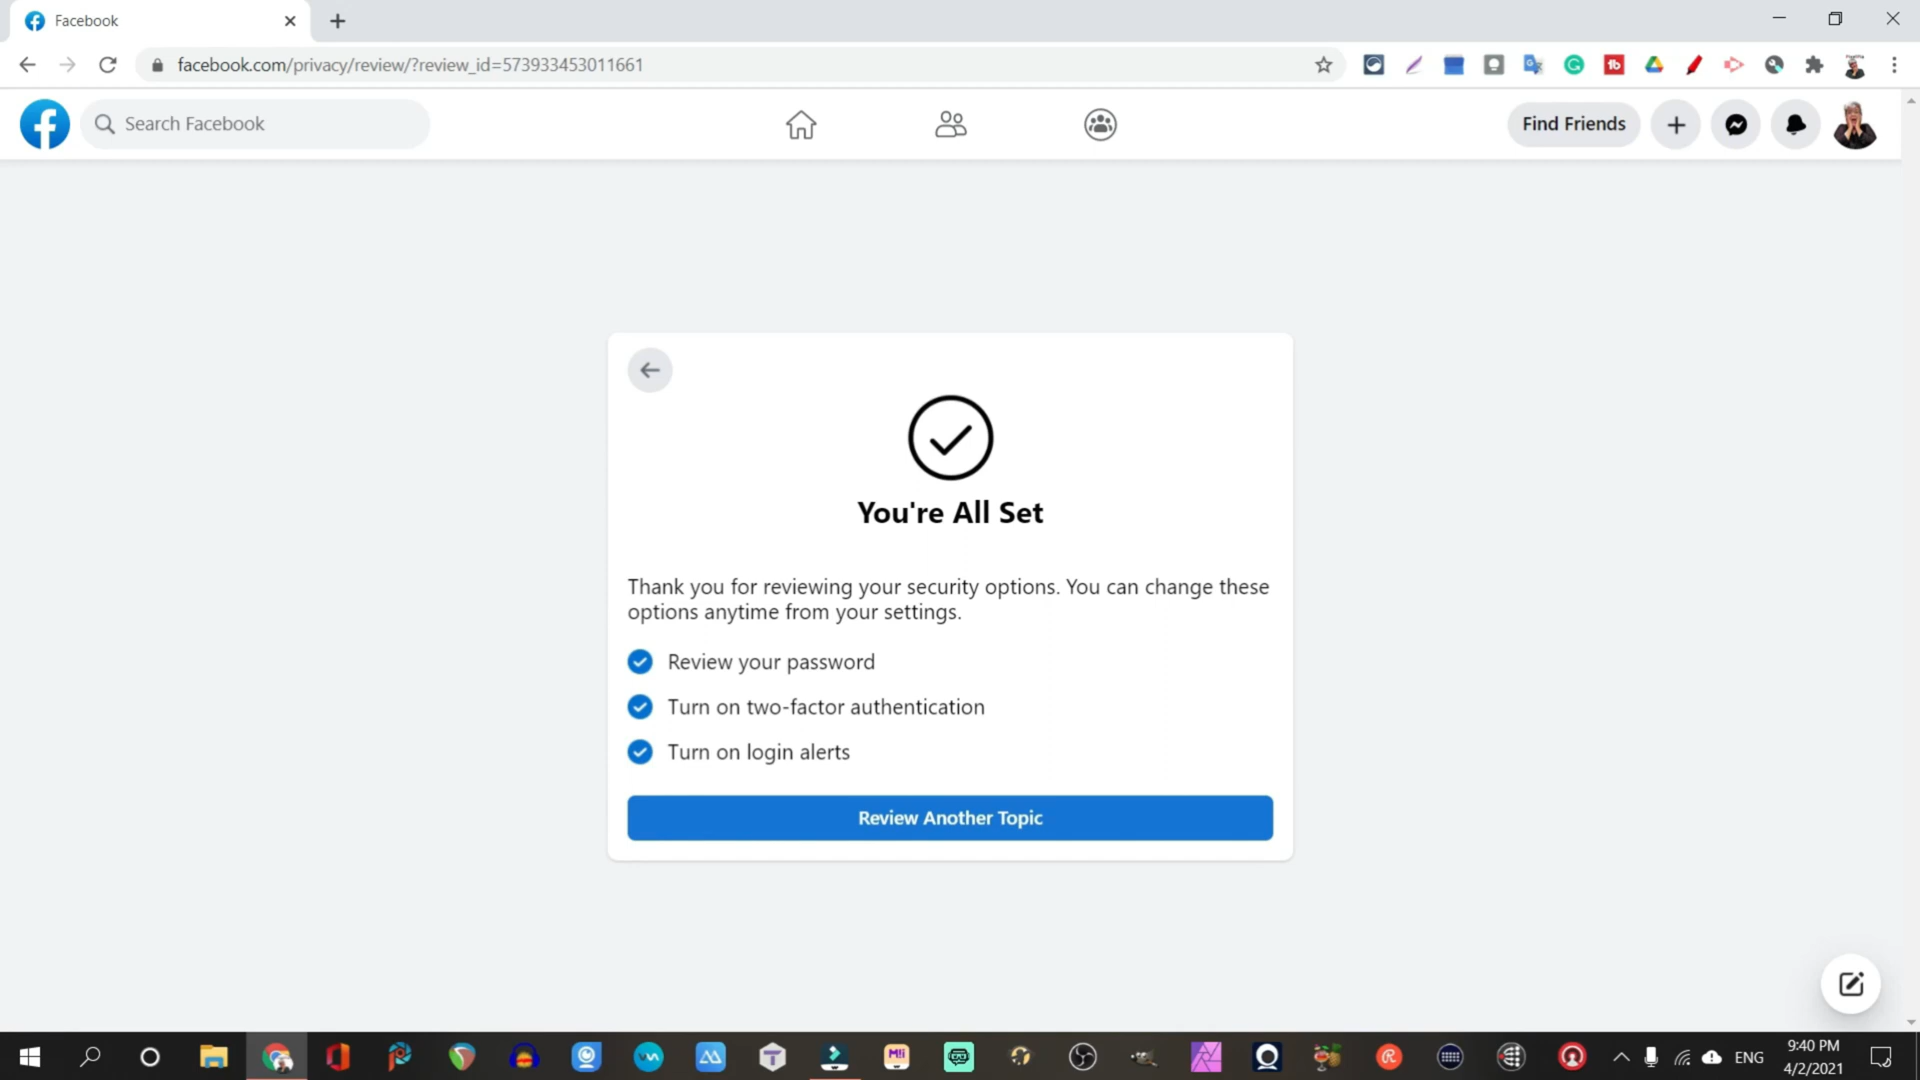 Facebook
facebook.com/privacy/review/?review_id=573933453011661
Search Facebook
Find Friends
You're All Set
Thank you for reviewing your security options. You can change these
options anytime from your settings.
Review your password
Turn on two-factor authentication
Turn on login alerts
Review Another Topic
ENG
9:40 PM
4/2/2021